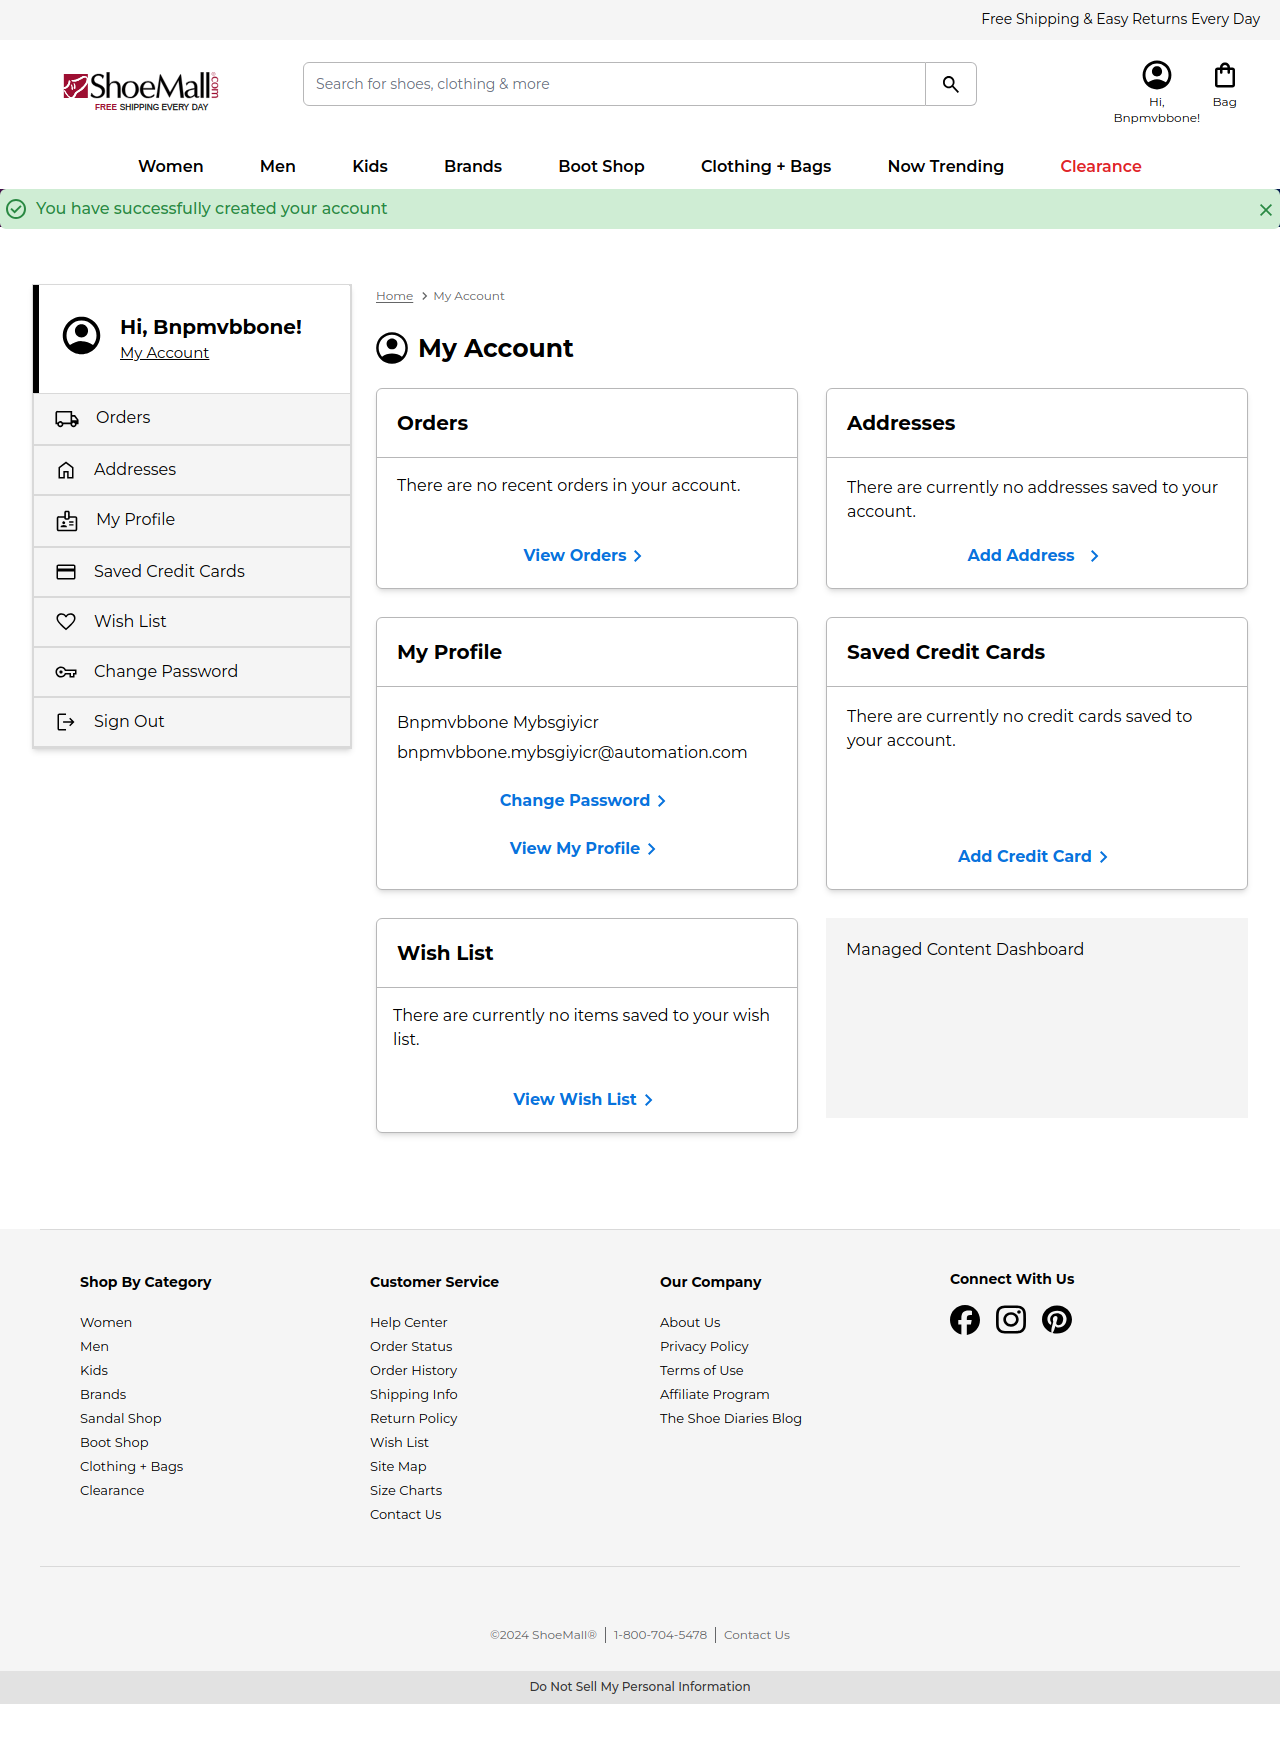 Free Shipping & Easy Returns Every Day
ShoeMall.com
FREE SHIPPING EVERY DAY
Search for shoes, clothing & more
Hi,
Bnpmvbbone!
Bag
Women Men Kids Brands Boot Shop Clothing + Bags Now Trending Clearance
You have successfully created your account
Hi, Bnpmvbbone!
My Account
Orders
Addresses
My Profile
Saved Credit Cards
Wish List
Change Password
Sign Out
Home > My Account
My Account
Orders
There are no recent orders in your account.
View Orders
Addresses
There are currently no addresses saved to your
account.
Add Address
My Profile
Bnpmvbbone Mybsgiyicr
bnpmvbbone.mybsgiyicr@automation.com
Change Password
View My Profile
Saved Credit Cards
There are currently no credit cards saved to
your account.
Add Credit Card
Wish List
There are currently no items saved to your wish
list.
View Wish List
Managed Content Dashboard
Shop By Category
Women
Men
Kids
Brands
Sandal Shop
Boot Shop
Clothing + Bags
Clearance
Customer Service
Help Center
Order Status
Order History
Shipping Info
Return Policy
Wish List
Site Map
Size Charts
Contact Us
Our Company
About Us
Privacy Policy
Terms of Use
Affiliate Program
The Shoe Diaries Blog
Connect With Us
©2024 ShoeMall® | 1-800-704-5478 | Contact Us
Do Not Sell My Personal Information